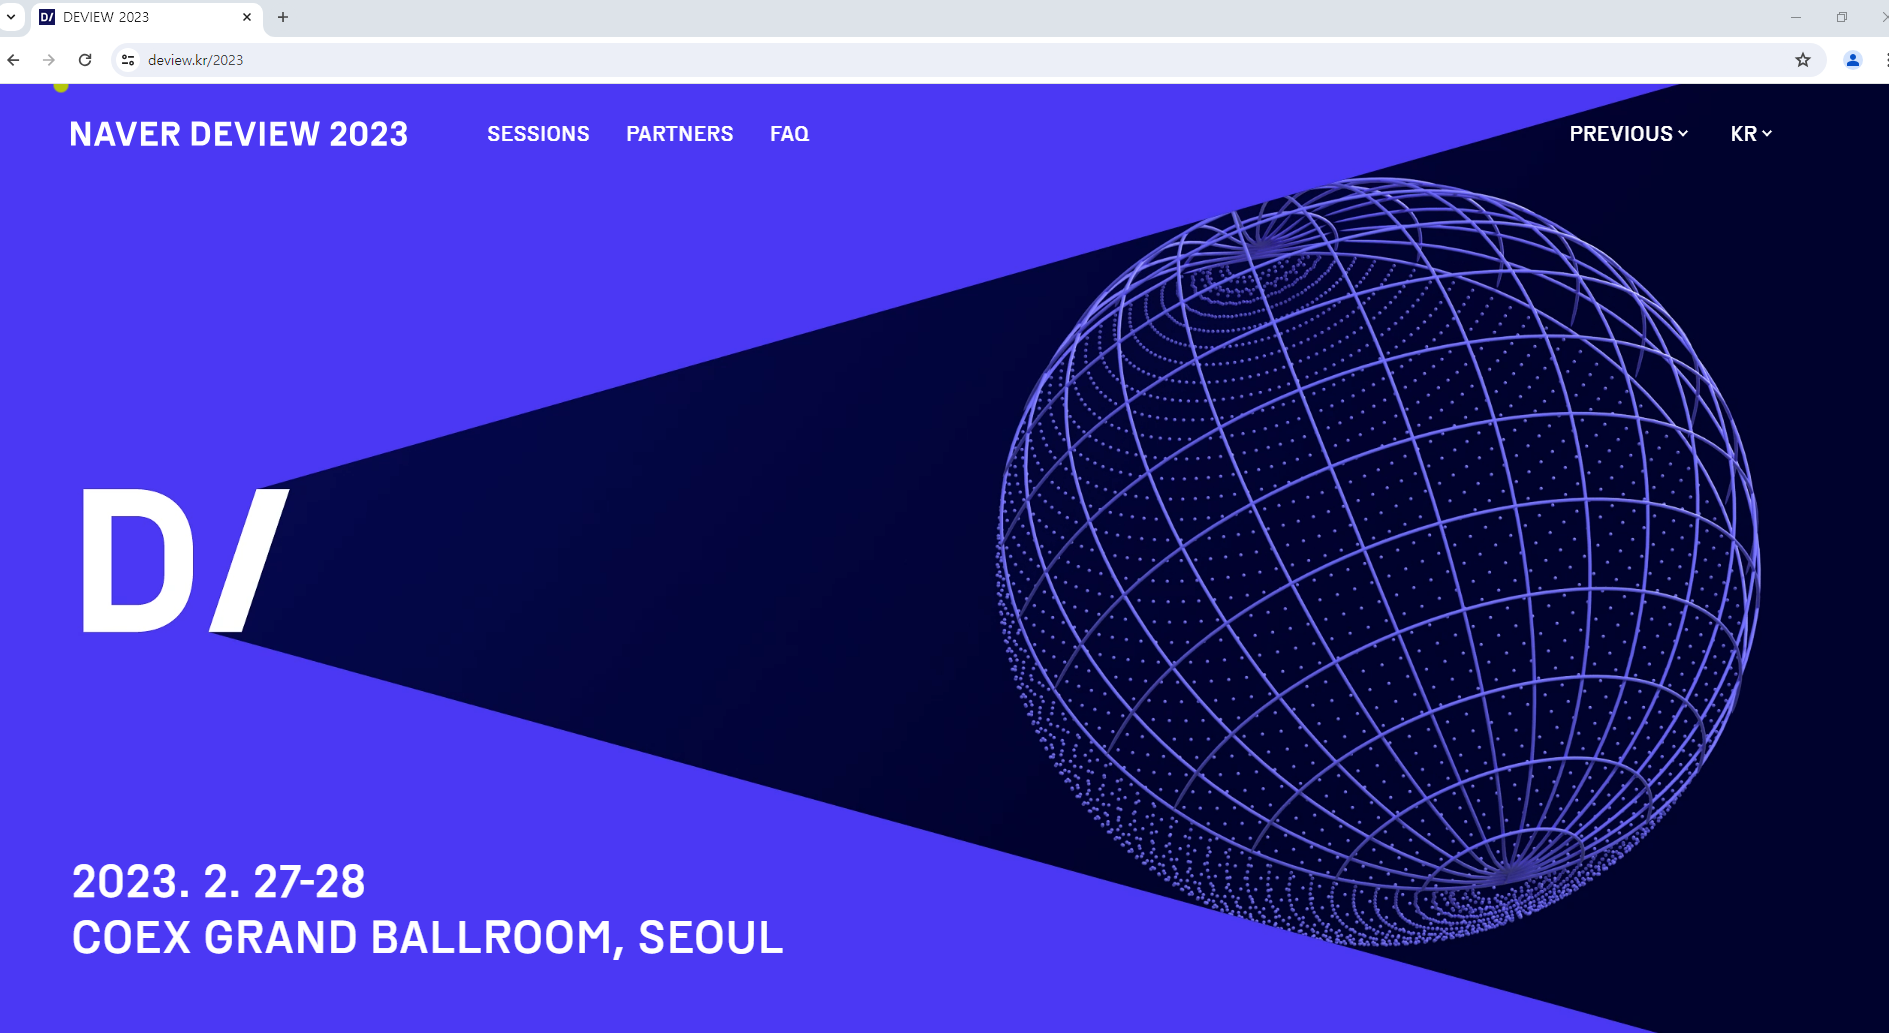 D/ DEVIEW 2023
deview.kr/2023
NAVER DEVIEW 2023 SESSIONS PARTNERS FAQ PREVIOUS KR
D/
2023. 2. 27-28
COEX GRAND BALLROOM, SEOUL